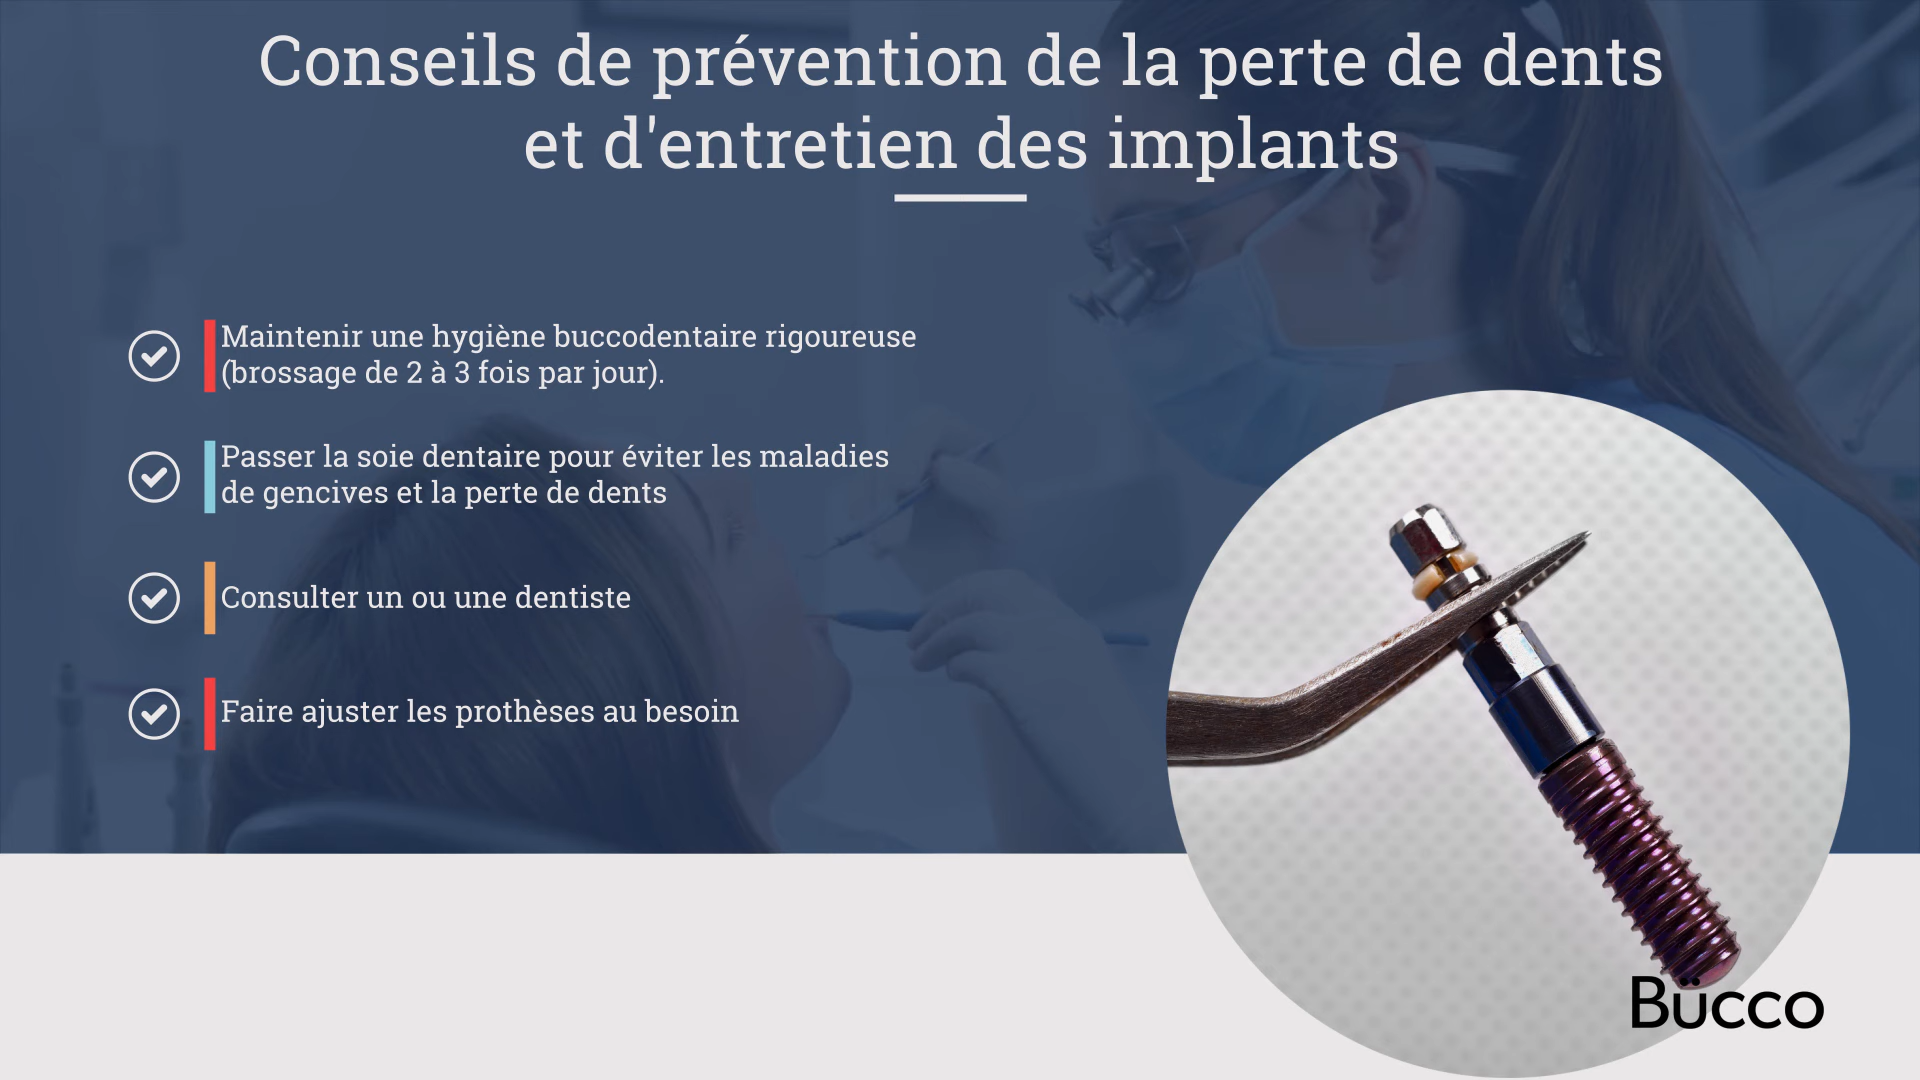 Conseils de prévention de la perte de dents
et d'entretien des implants
Maintenir une hygiène buccodentaire rigoureuse
(brossage de 2 à 3 fois par jour).
Passer la soie dentaire pour éviter les maladies
de gencives et la perte de dents
Consulter un ou une dentiste
Faire ajuster les prothèses au besoin
Bücco